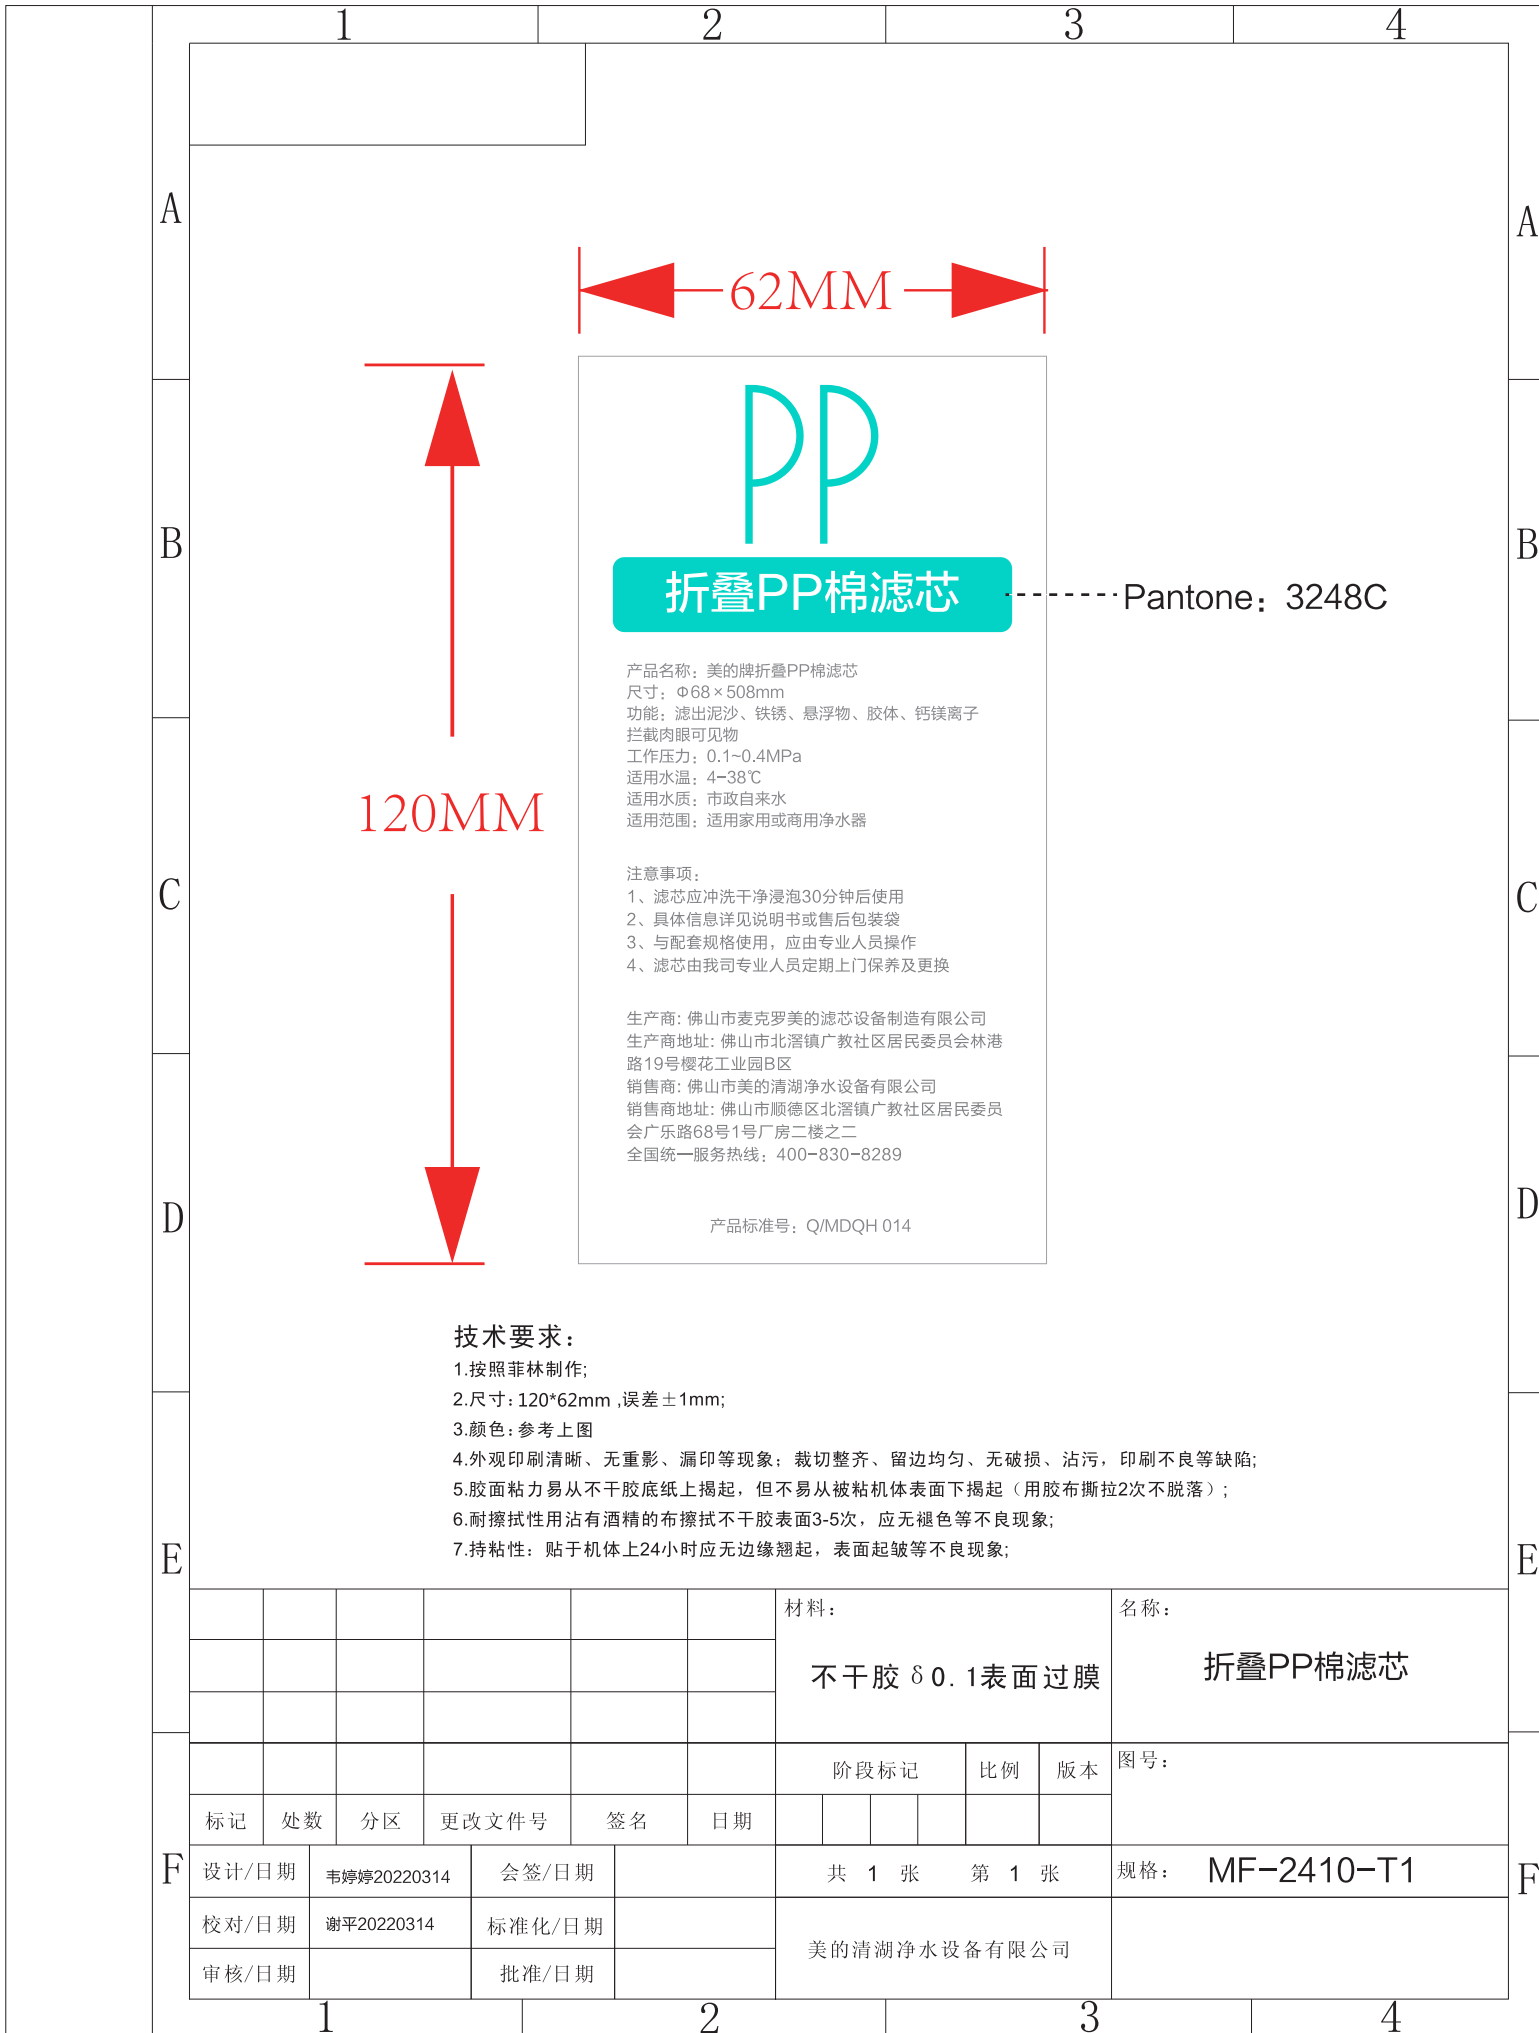 1 2 3 4
A A
62MM
PP
B B
折叠PP棉滤芯
Pantone：3248C
产品名称：美的牌折叠PP棉滤芯
尺寸：Φ68×508mm
功能：滤出泥沙、铁锈、悬浮物、胶体、钙镁离子
拦截肉眼可见物
工作压力：0.1~0.4MPa
适用水温：4-38℃
适用水质：市政自来水
适用范围：适用家用或商用净水器
120MM
C C
注意事项：
1、滤芯应冲洗干净浸泡30分钟后使用
2、具体信息详见说明书或售后包装袋
3、与配套规格使用，应由专业人员操作
4、滤芯由我司专业人员定期上门保养及更换
生产商：佛山市麦克罗美的滤芯设备制造有限公司
生产商地址：佛山市北滘镇广教社区居民委员会林港
路19号樱花工业园B区
销售商：佛山市美的清湖净水设备有限公司
销售商地址：佛山市顺德区北滘镇广教社区居民委员
会广乐路68号1号厂房二楼之二
全国统一服务热线：400-830-8289
D D
产品标准号：Q/MDQH 014
技术要求：
1.按照菲林制作;
2.尺寸：120*62mm ,误差±1mm;
3.颜色：参考上图
4.外观印刷清晰、无重影、漏印等现象；裁切整齐、留边均匀、无破损、沾污，印刷不良等缺陷;
5.胶面粘力易从不干胶底纸上揭起，但不易从被粘机体表面下揭起（用胶布撕拉2次不脱落）;
6.耐擦拭性用沾有酒精的布擦拭不干胶表面3-5次，应无褪色等不良现象;
7.持粘性：贴于机体上24小时应无边缘翘起，表面起皱等不良现象;
E E
材料： 名称：
不干胶δ0.1表面过膜 折叠PP棉滤芯
阶段标记 比例 版本 图号：
标记 处数 分区 更改文件号 签名 日期
F F
设计/日期 韦婷婷20220314 会签/日期 共 1 张 第 1 张 规格： MF-2410-T1
校对/日期 谢平20220314 标准化/日期
美的清湖净水设备有限公司
审核/日期 批准/日期
1 2 3 4